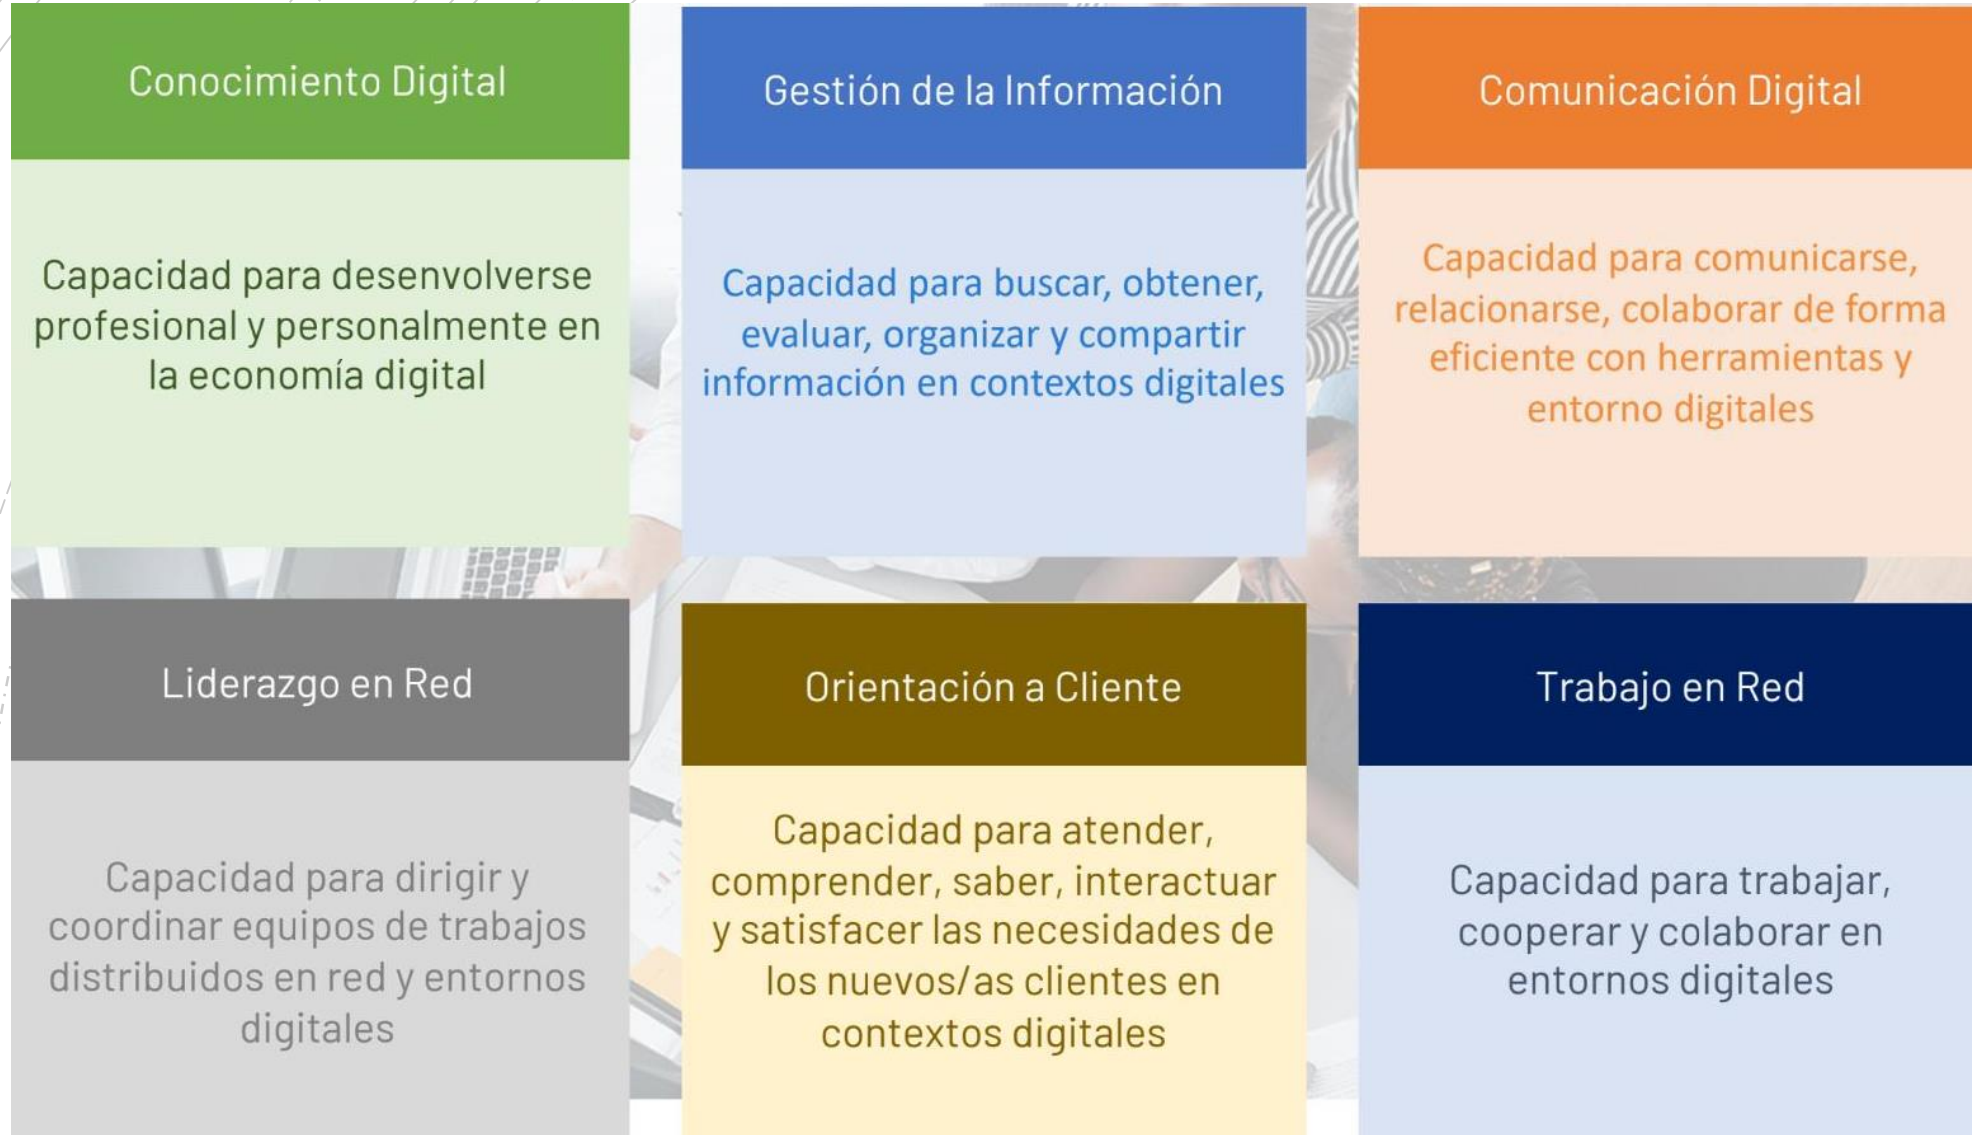 Conocimiento Digital
Capacidad para desenvolverse
profesional y personalmente en
la economía digital
Gestión de la Información
Capacidad para buscar, obtener,
evaluar, organizar y compartir
información en contextos digitales
Comunicación Digital
Capacidad para comunicarse,
relacionarse, colaborar de forma
eficiente con herramientas y
entorno digitales
Liderazgo en Red
Capacidad para dirigir y
coordinar equipos de trabajos
distribuidos en red y entornos
digitales
Orientación a Cliente
Capacidad para atender,
comprender, saber, interactuar
y satisfacer las necesidades de
los nuevos/as clientes en
contextos digitales
Trabajo en Red
Capacidad para trabajar,
cooperar y colaborar en
entornos digitales